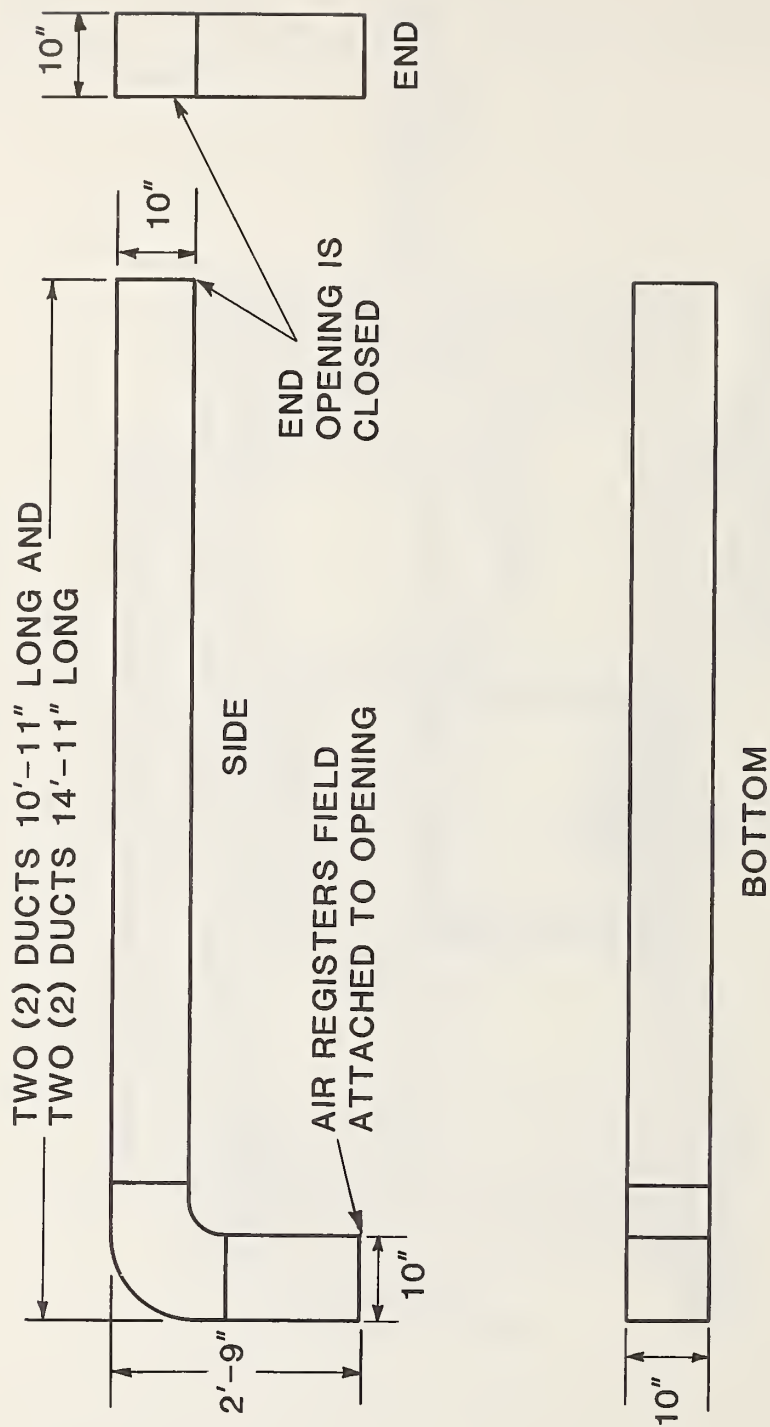 TWO (2) DUCTS 10'-11" LONG AND
TWO (2) DUCTS 14'-11" LONG
10"
10"
END
END
OPENING IS
CLOSED
SIDE
2'-9"
10"
AIR REGISTERS FIELD
ATTACHED TO OPENING
10"
BOTTOM